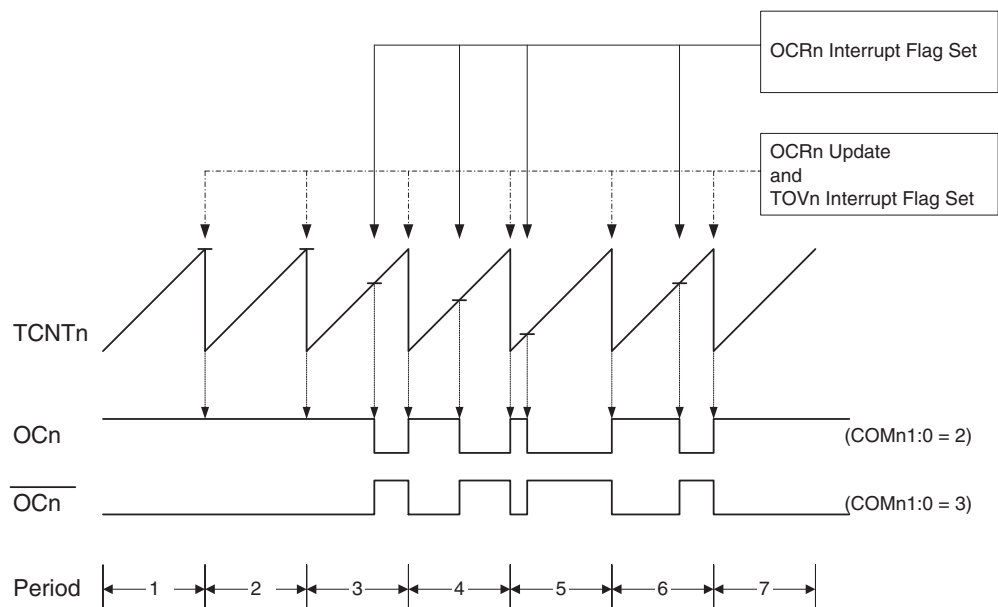 OCRn Interrupt Flag Set
OCRn Update
and
TOVn Interrupt Flag Set
TCNTn
OCn
(COMn1:0 = 2)
OCn
(COMn1:0 = 3)
Period
1
2
3
4
5
6
7